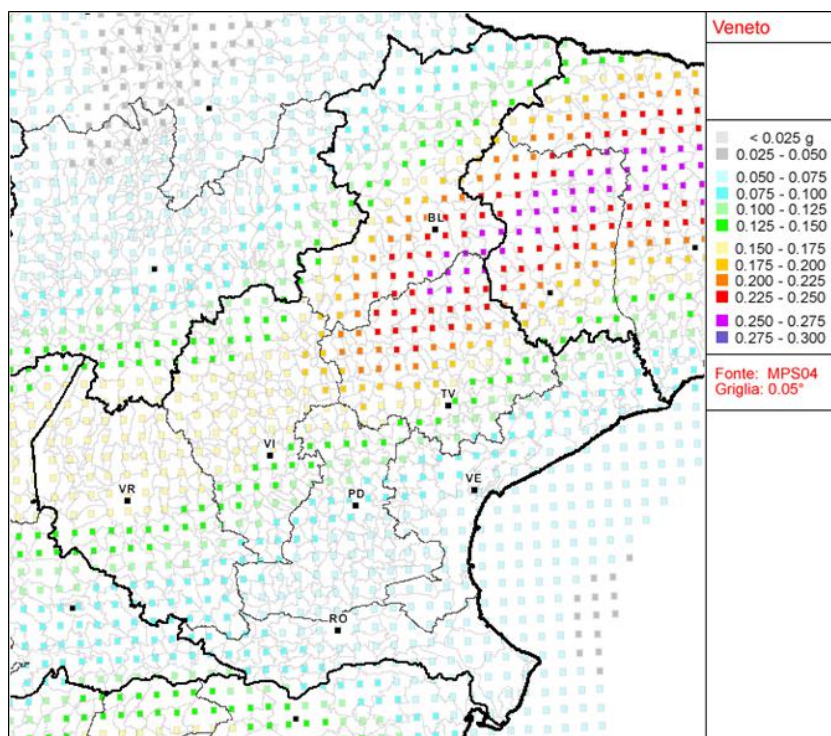 Veneto
< 0.025 g
0.025 - 0.050
0.050 - 0.075
0.075 - 0.100
0.100 - 0.125
0.125 - 0.150
0.150 - 0.175
0.175 - 0.200
0.200 - 0.225
0.225 - 0.250
0.250 - 0.275
0.275 - 0.300
Fonte: MPS04
Griglia: 0.05°
BL
TV
VI
VR
PD
VE
RO